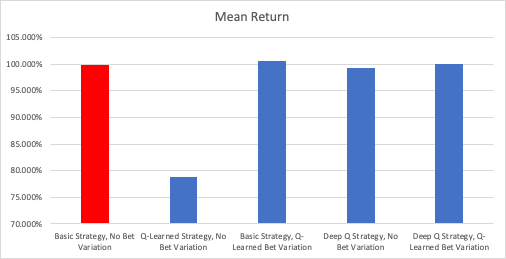 Mean Return
105.000%
100.000%
95.000%
90.000%
85.000%
80.000%
75.000%
70.000%
Basic Strategy, No Bet
Variation
Q-Learned Strategy, No
Bet Variation
Basic Strategy, Q-
Learned Bet Variation
Deep Q Strategy, No
Bet Variation
Deep Q Strategy, Q-
Learned Bet Variation